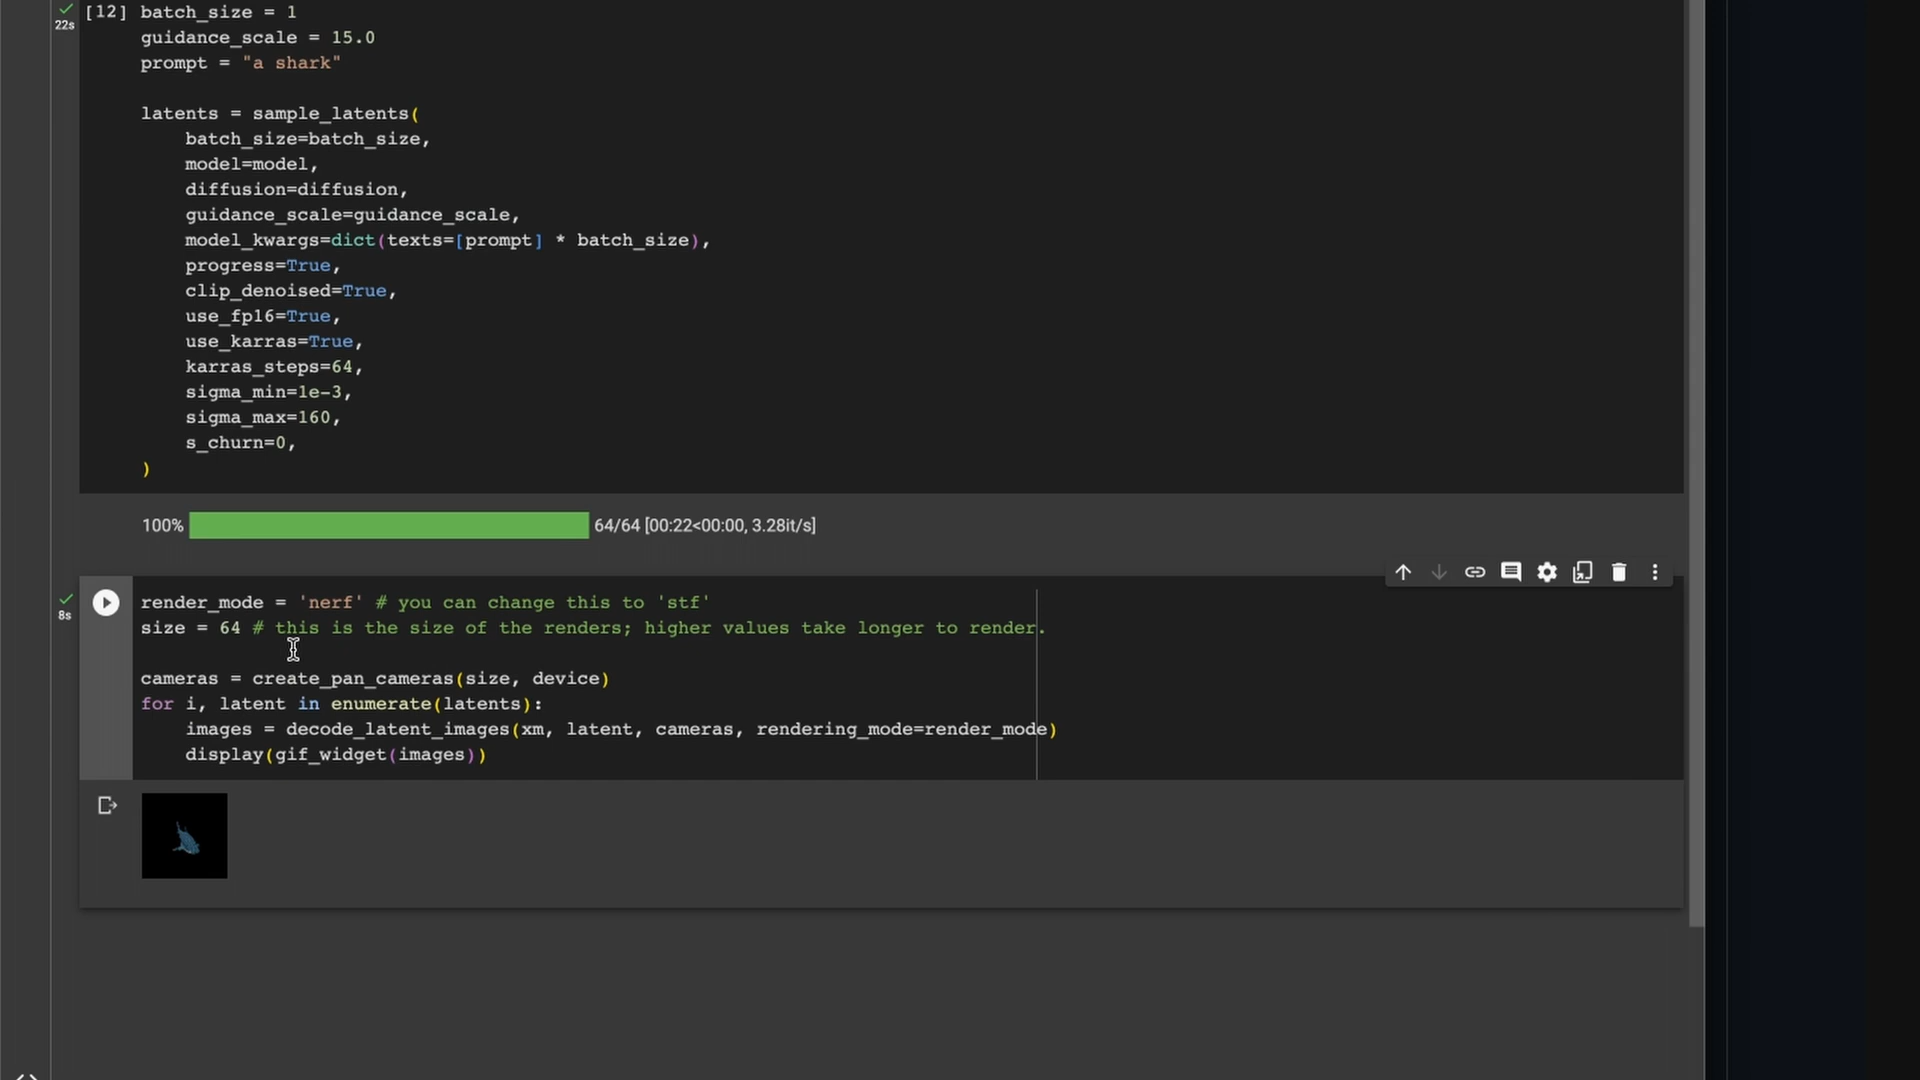 [12] batch_size = 1
22s
guidance_scale = 15.0
prompt = "a shark"
latents = sample_latents(
batch_size=batch_size,
model=model,
diffusion=diffusion,
guidance_scale=guidance_scale,
model_kwargs=dict(texts=[prompt] * batch_size),
progress=True,
clip_denoised=True,
use_fp16=True,
use_karras=True,
karras_steps=64,
sigma_min=1e-3,
sigma_max=160,
s_churn=0,
)
100% 64/64 [00:22<00:00, 3.28it/s]
8s
render_mode = 'nerf' # you can change this to 'stf'
size = 64 # this is the size of the renders; higher values take longer to render.
cameras = create_pan_cameras(size, device)
for i, latent in enumerate(latents):
images = decode_latent_images(xm, latent, cameras, rendering_mode=render_mode)
display(gif_widget(images))